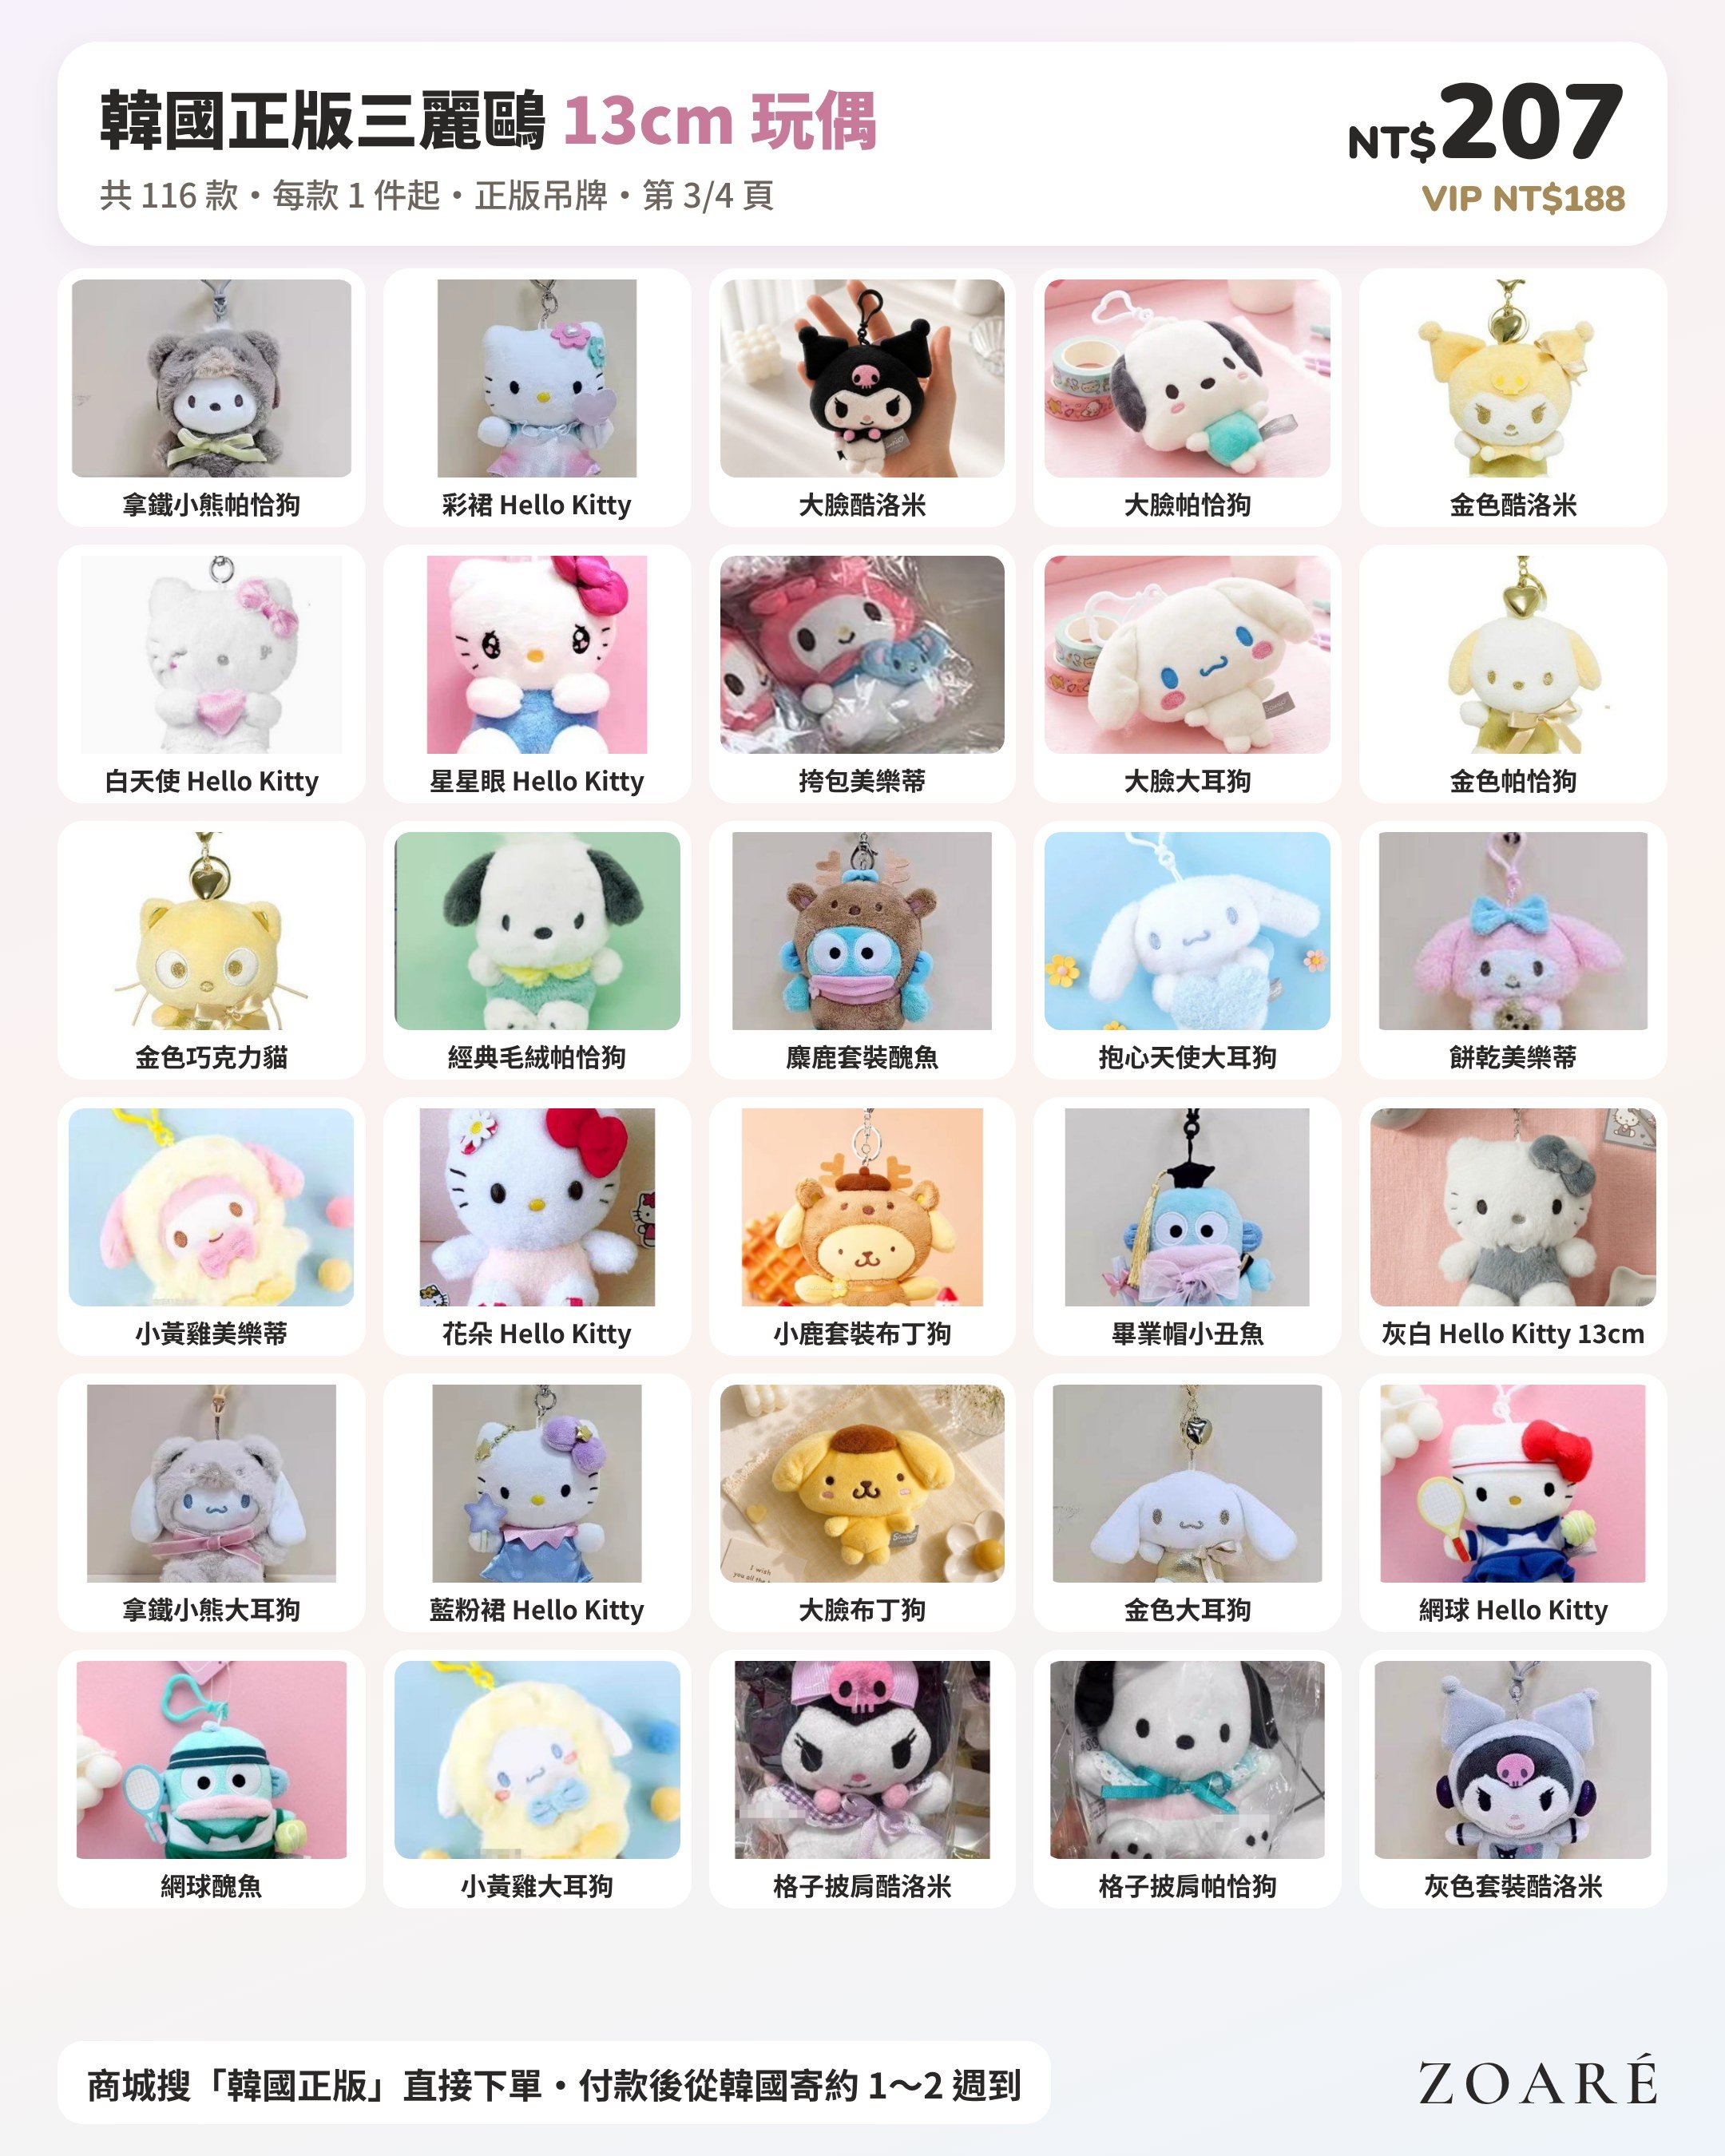 韓國正版三麗鷗 13cm 玩偶
NT$207
共 116 款・每款 1 件起・正版吊牌・第 3/4 頁
VIP NT$188
拿鐵小熊帕恰狗
彩裙 Hello Kitty
大臉酷洛米
大臉帕恰狗
金色酷洛米
白天使 Hello Kitty
星星眼 Hello Kitty
挎包美樂蒂
大臉大耳狗
金色帕恰狗
金色巧克力貓
經典毛絨帕恰狗
麋鹿套裝醜魚
抱心天使大耳狗
餅乾美樂蒂
小黃雞美樂蒂
花朵 Hello Kitty
小鹿套裝布丁狗
畢業帽小丑魚
灰白 Hello Kitty 13cm
拿鐵小熊大耳狗
藍粉裙 Hello Kitty
I wish
大臉布丁狗
金色大耳狗
網球 Hello Kitty
網球醜魚
小黃雞大耳狗
格子披肩酷洛米
格子披肩帕恰狗
灰色套裝酷洛米
商城搜「韓國正版」直接下單・付款後從韓國寄約 1～2 週到
ZOARÉ